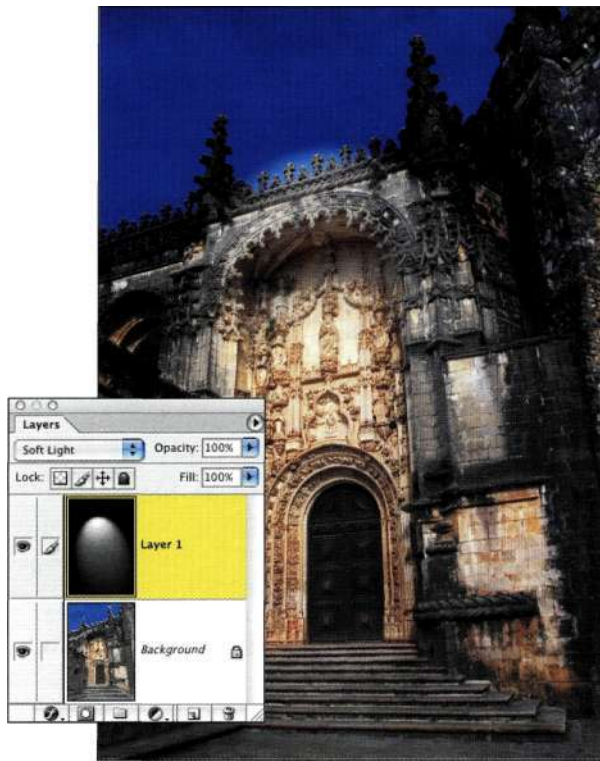 Layers
Soft Light Opacity: 100%
Lock: Fill: 100%
Layer 1
Background